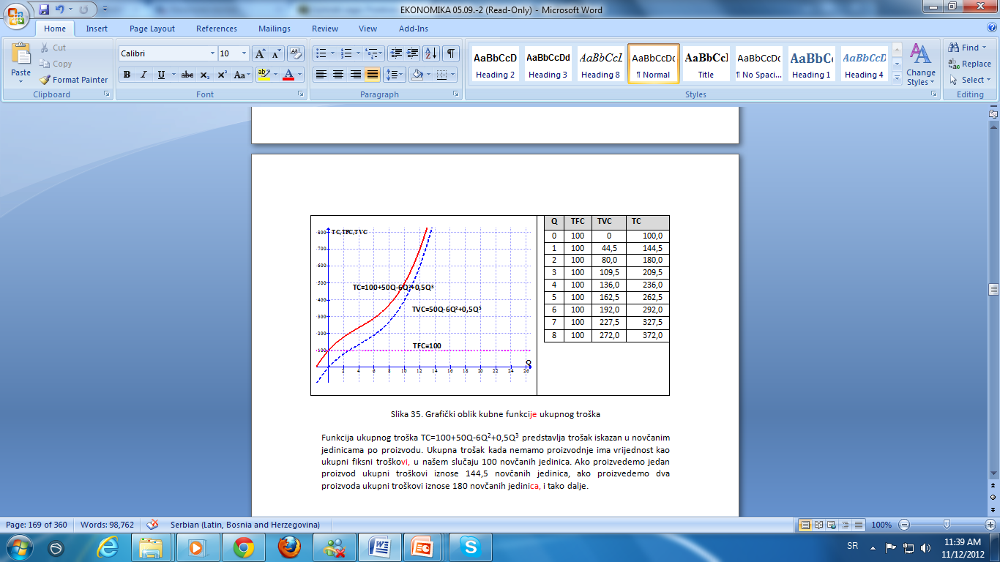 EKONOMIKA 05.09.-2 (Read-Only) - Microsoft Word
Home Insert Page Layout References Mailings Review View Add-Ins
Paste
Cut
Copy
Format Painter
Clipboard
Calibri 10
B I U abc x₂ x² Aa A A
Font
Paragraph
AaBbCcD AaBbCcDd AaBbCcL AaBbCcDc AaBbCcl AaBbCcDc AaBbCc AaBbCcD
Heading 2 Heading 3 Heading 8 ¶ Normal Title ¶ No Spaci... Heading 1 Heading 4
Styles
Change Styles
Find
Replace
Select
Editing
TC,TFC,TVC
800
700
600
500
400
300
200
100
TC=100+50Q-6Q²+0,5Q³
TVC=50Q-6Q²+0,5Q³
TFC=100
Q
2 4 6 8 10 12 14 16 18 20 22 24 26
Q TFC TVC TC
0 100 0 100,0
1 100 44,5 144,5
2 100 80,0 180,0
3 100 109,5 209,5
4 100 136,0 236,0
5 100 162,5 262,5
6 100 192,0 292,0
7 100 227,5 327,5
8 100 272,0 372,0
Slika 35. Grafički oblik kubne funkcije ukupnog troška
Funkcija ukupnog troška TC=100+50Q-6Q²+0,5Q³ predstavlja trošak iskazan u novčanim
jedinicama po proizvodu. Ukupna trošak kada nemamo proizvodnje ima vrijednost kao
ukupni fiksni troškovi, u našem slučaju 100 novčanih jedinica. Ako proizvedemo jedan
proizvod ukupni troškovi iznose 144,5 novčanih jedinica, ako proizvedemo dva
proizvoda ukupni troškovi iznose 180 novčanih jedinica, i tako dalje.
Page: 169 of 360 Words: 98,762 Serbian (Latin, Bosnia and Herzegovina) 100%
SR 11:39 AM
11/12/2012